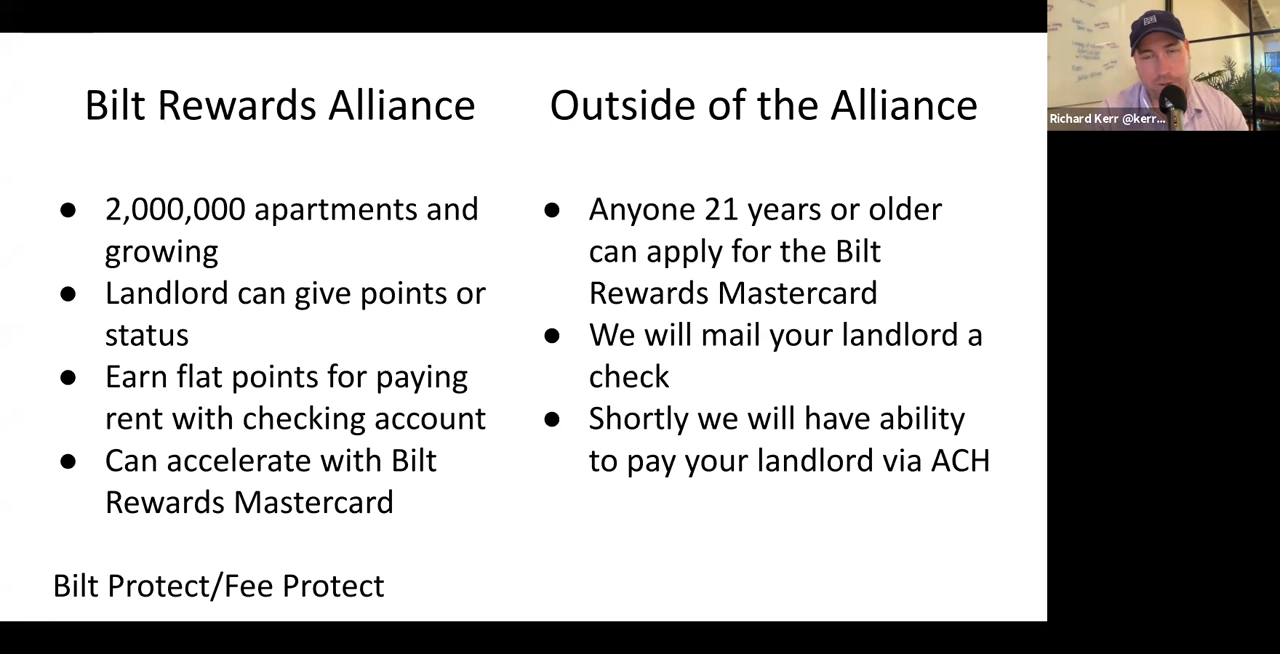 Bilt Rewards Alliance
● 2,000,000 apartments and
growing
● Landlord can give points or
status
● Earn flat points for paying
rent with checking account
● Can accelerate with Bilt
Rewards Mastercard
Outside of the Alliance
● Anyone 21 years or older
can apply for the Bilt
Rewards Mastercard
● We will mail your landlord a
check
● Shortly we will have ability
to pay your landlord via ACH
Bilt Protect/Fee Protect
Richard Kerr @kerr...